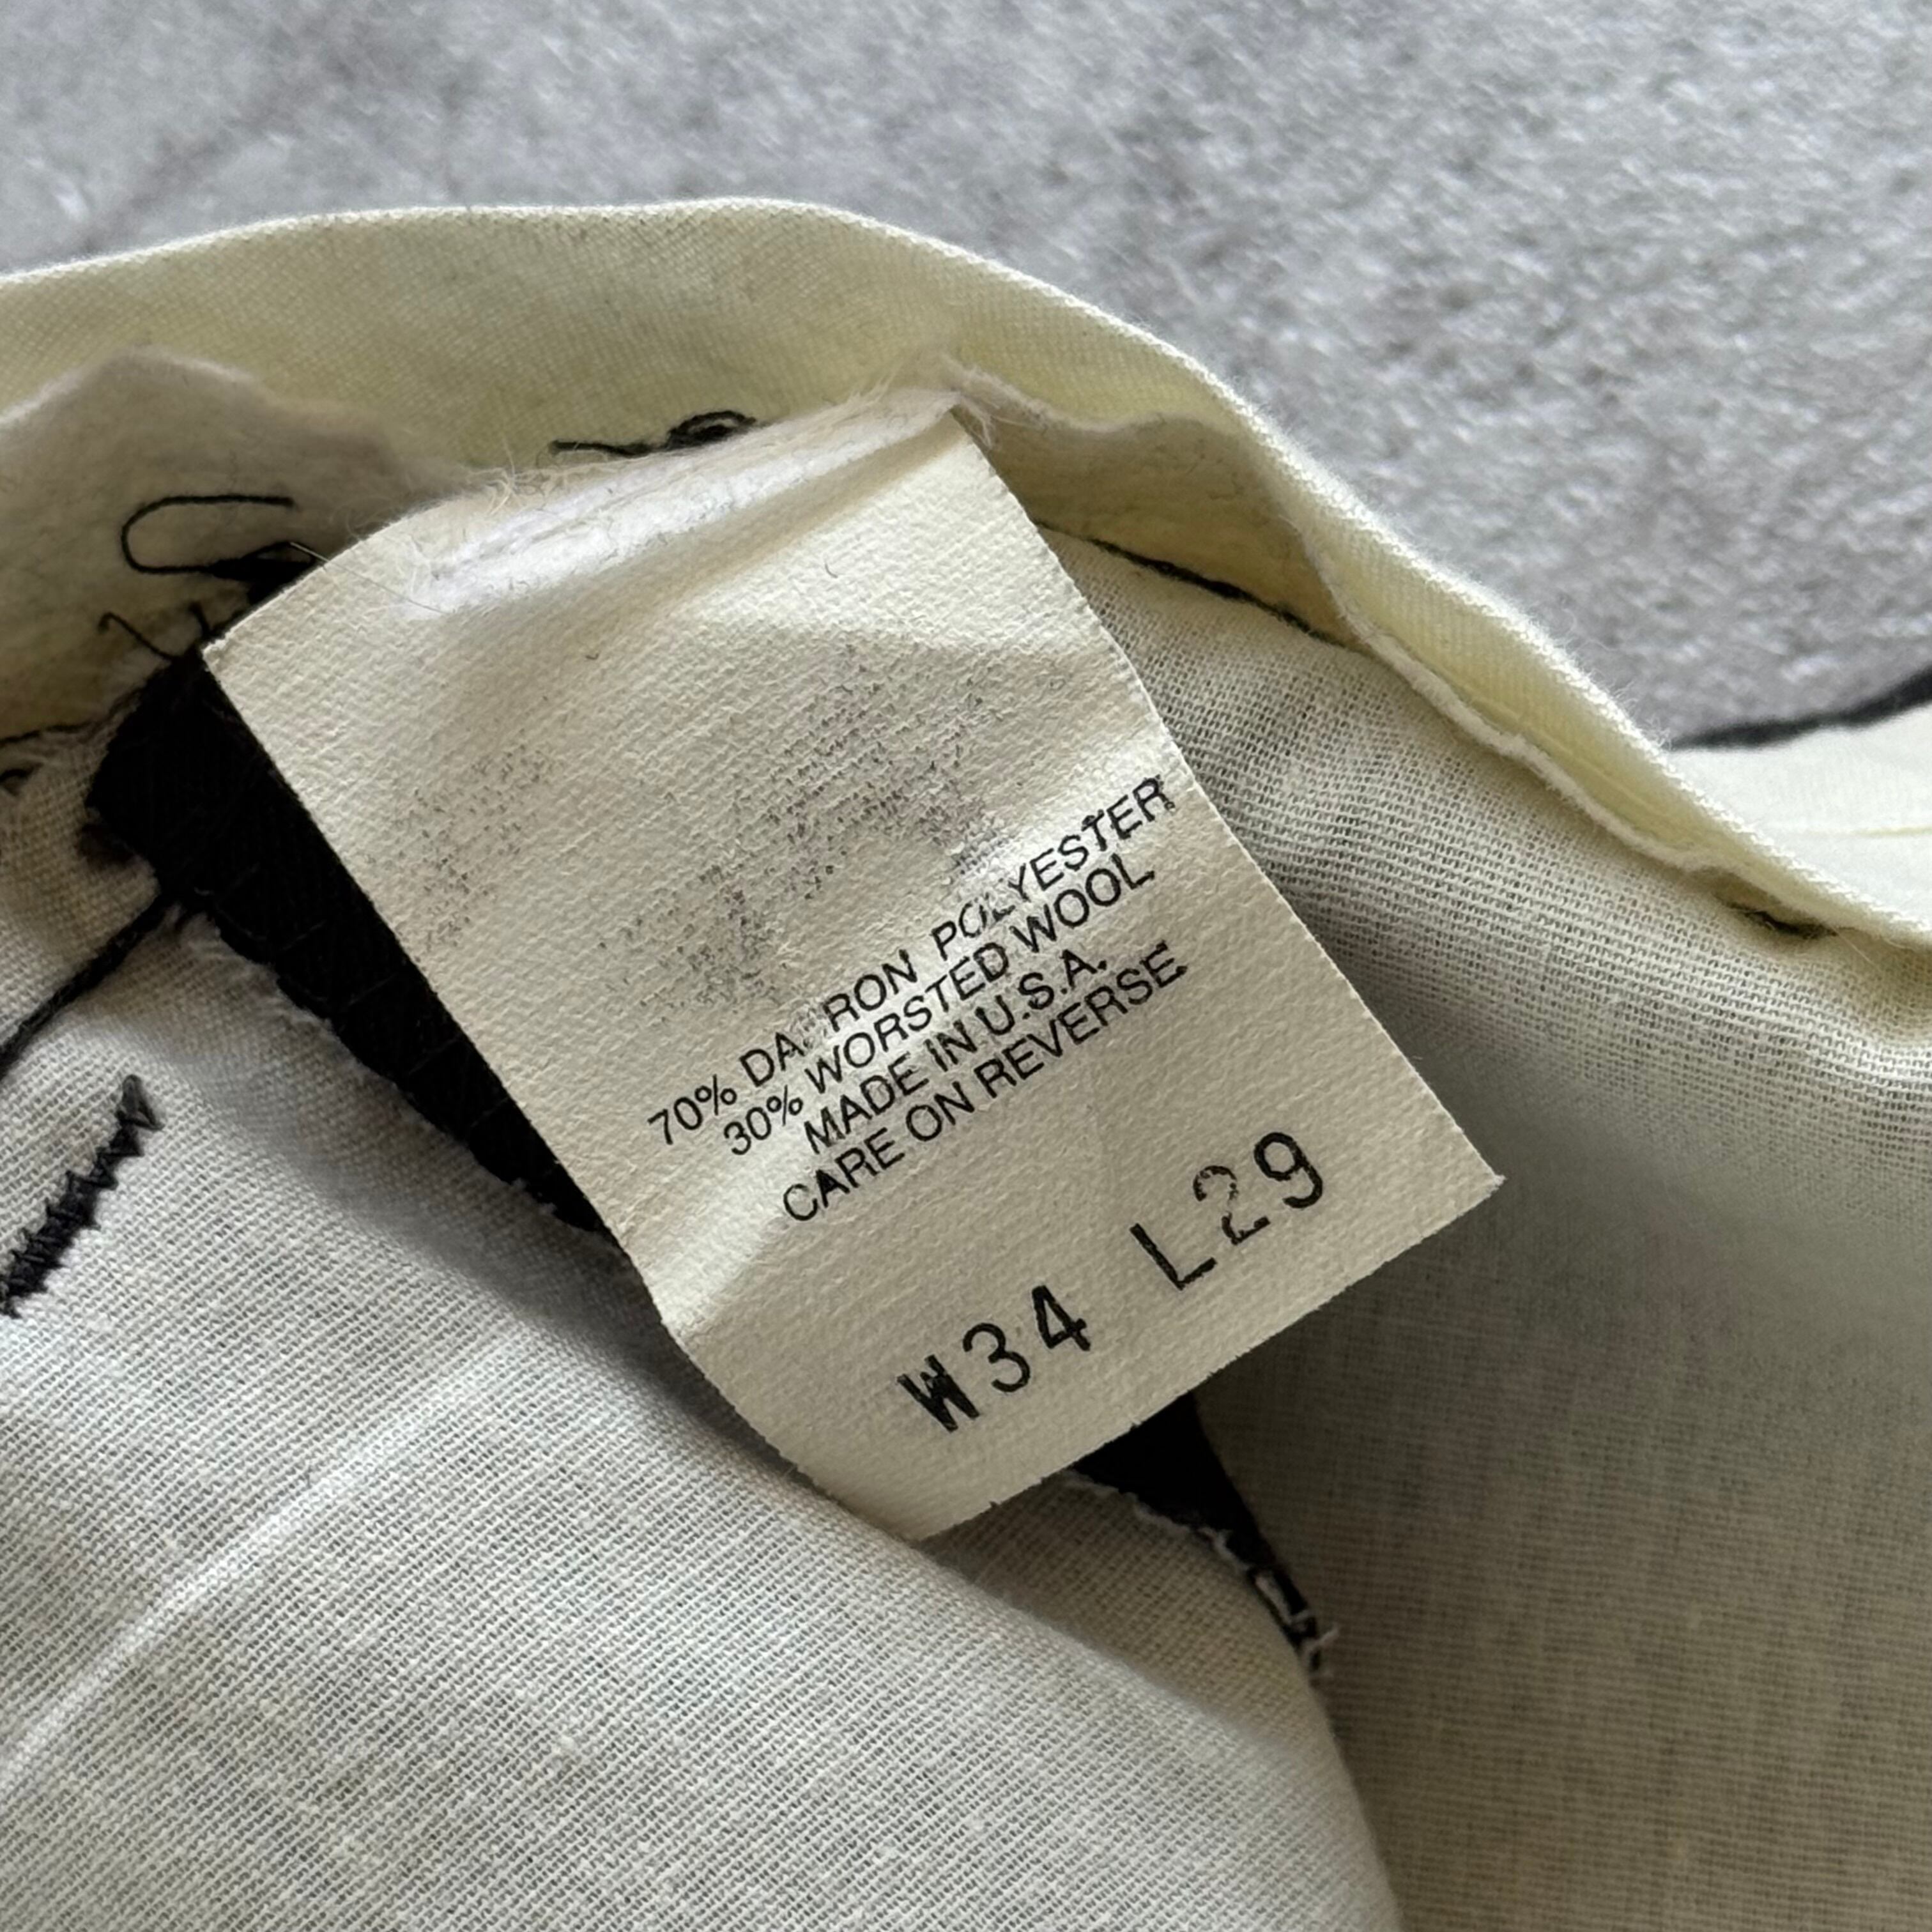 70% DACRON POLYESTER
30% WORSTED WOOL
MADE IN U.S.A.
CARE ON REVERSE
W34 L29